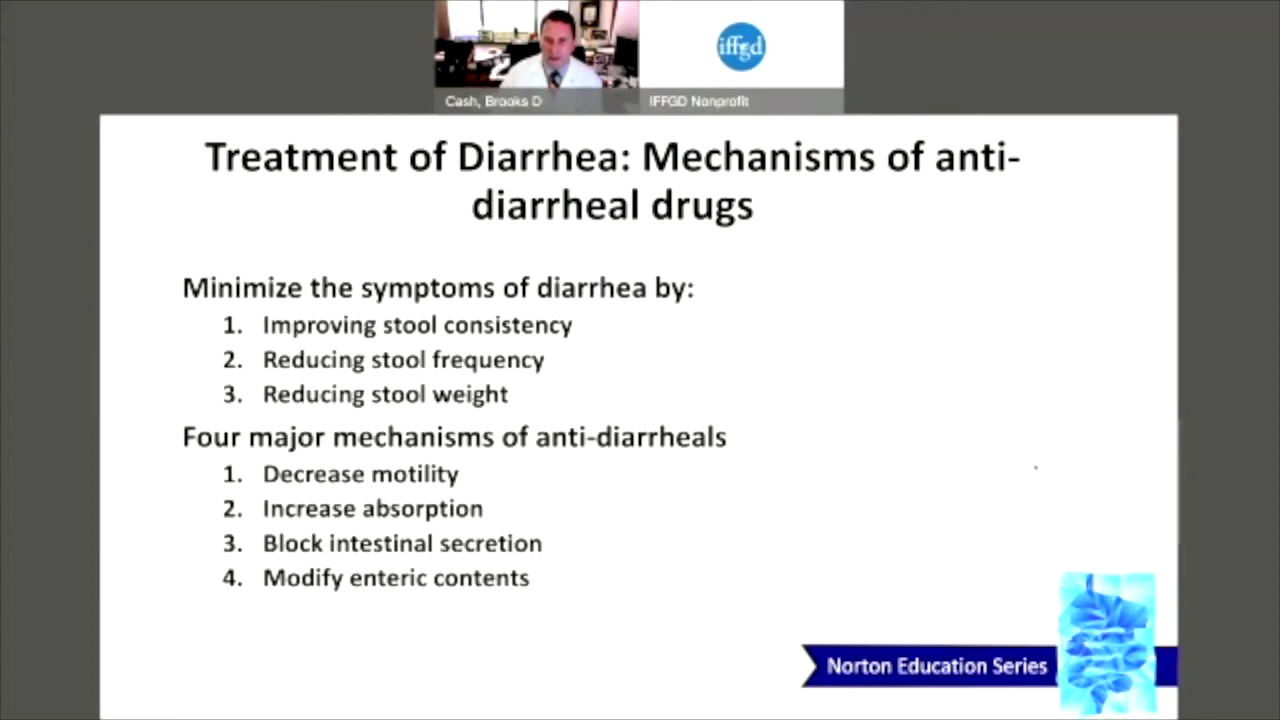 Cash, Brooks D
iffgd
IFFGD Nonprofit
Treatment of Diarrhea: Mechanisms of anti-
diarrheal drugs
Minimize the symptoms of diarrhea by:
1. Improving stool consistency
2. Reducing stool frequency
3. Reducing stool weight
Four major mechanisms of anti-diarrheals
1. Decrease motility
2. Increase absorption
3. Block intestinal secretion
4. Modify enteric contents
Norton Education Series